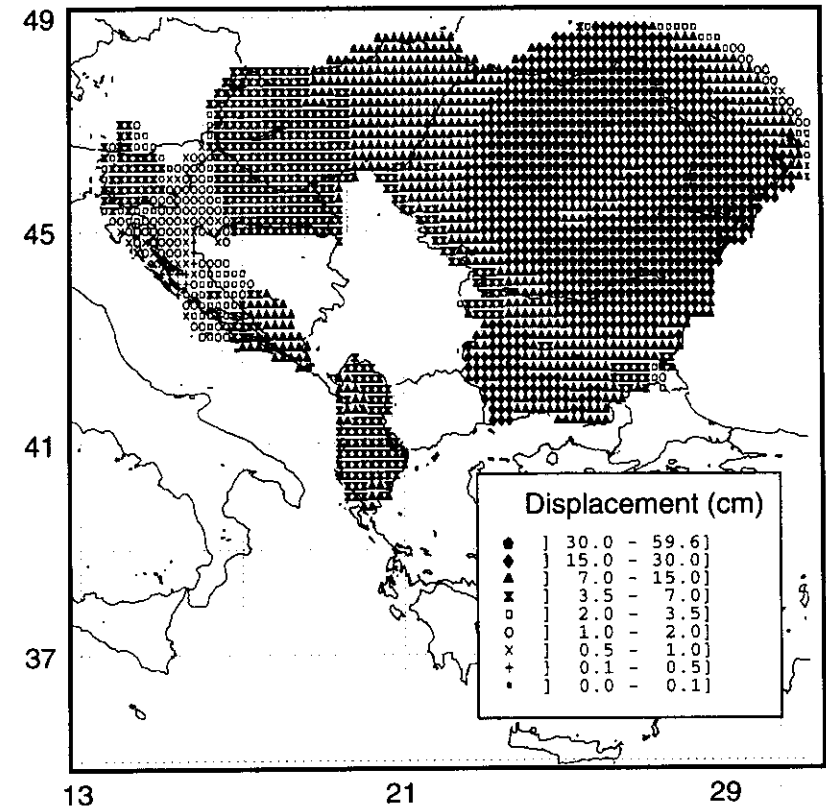 49
45
41
37
13 21 29
Displacement (cm)
] 30.0 - 59.6]
] 15.0 - 30.0]
] 7.0 - 15.0]
] 3.5 - 7.0]
] 2.0 - 3.5]
] 1.0 - 2.0]
] 0.5 - 1.0]
] 0.1 - 0.5]
] 0.0 - 0.1]